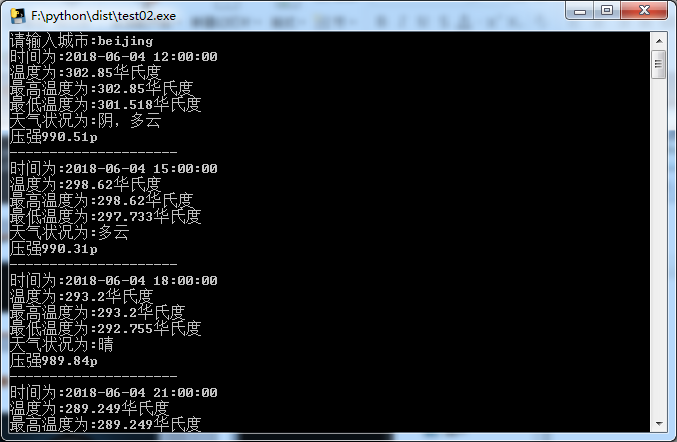 F:\python\dist\test02.exe
请输入城市:beijing
时间为:2018-06-04 12:00:00
温度为:302.85华氏度
最高温度为:302.85华氏度
最低温度为:301.518华氏度
天气状况为:阴，多云
压强990.51p
---------------------
时间为:2018-06-04 15:00:00
温度为:298.62华氏度
最高温度为:298.62华氏度
最低温度为:297.733华氏度
天气状况为:多云
压强990.31p
---------------------
时间为:2018-06-04 18:00:00
温度为:293.2华氏度
最高温度为:293.2华氏度
最低温度为:292.755华氏度
天气状况为:晴
压强989.84p
---------------------
时间为:2018-06-04 21:00:00
温度为:289.249华氏度
最高温度为:289.249华氏度